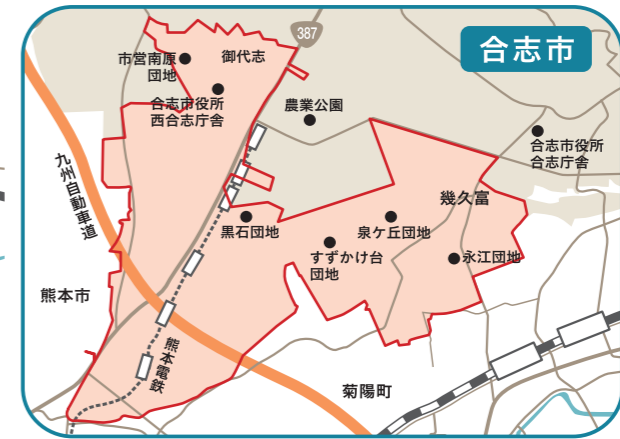 387
合志市
市営南原
団地
御代志
合志市役所
西合志庁舎
農業公園
合志市役所
合志庁舎
九州自動車道
幾久富
黒石団地
泉ケ丘団地
すずかけ台
団地
永江団地
熊本市
熊本電鉄
菊陽町